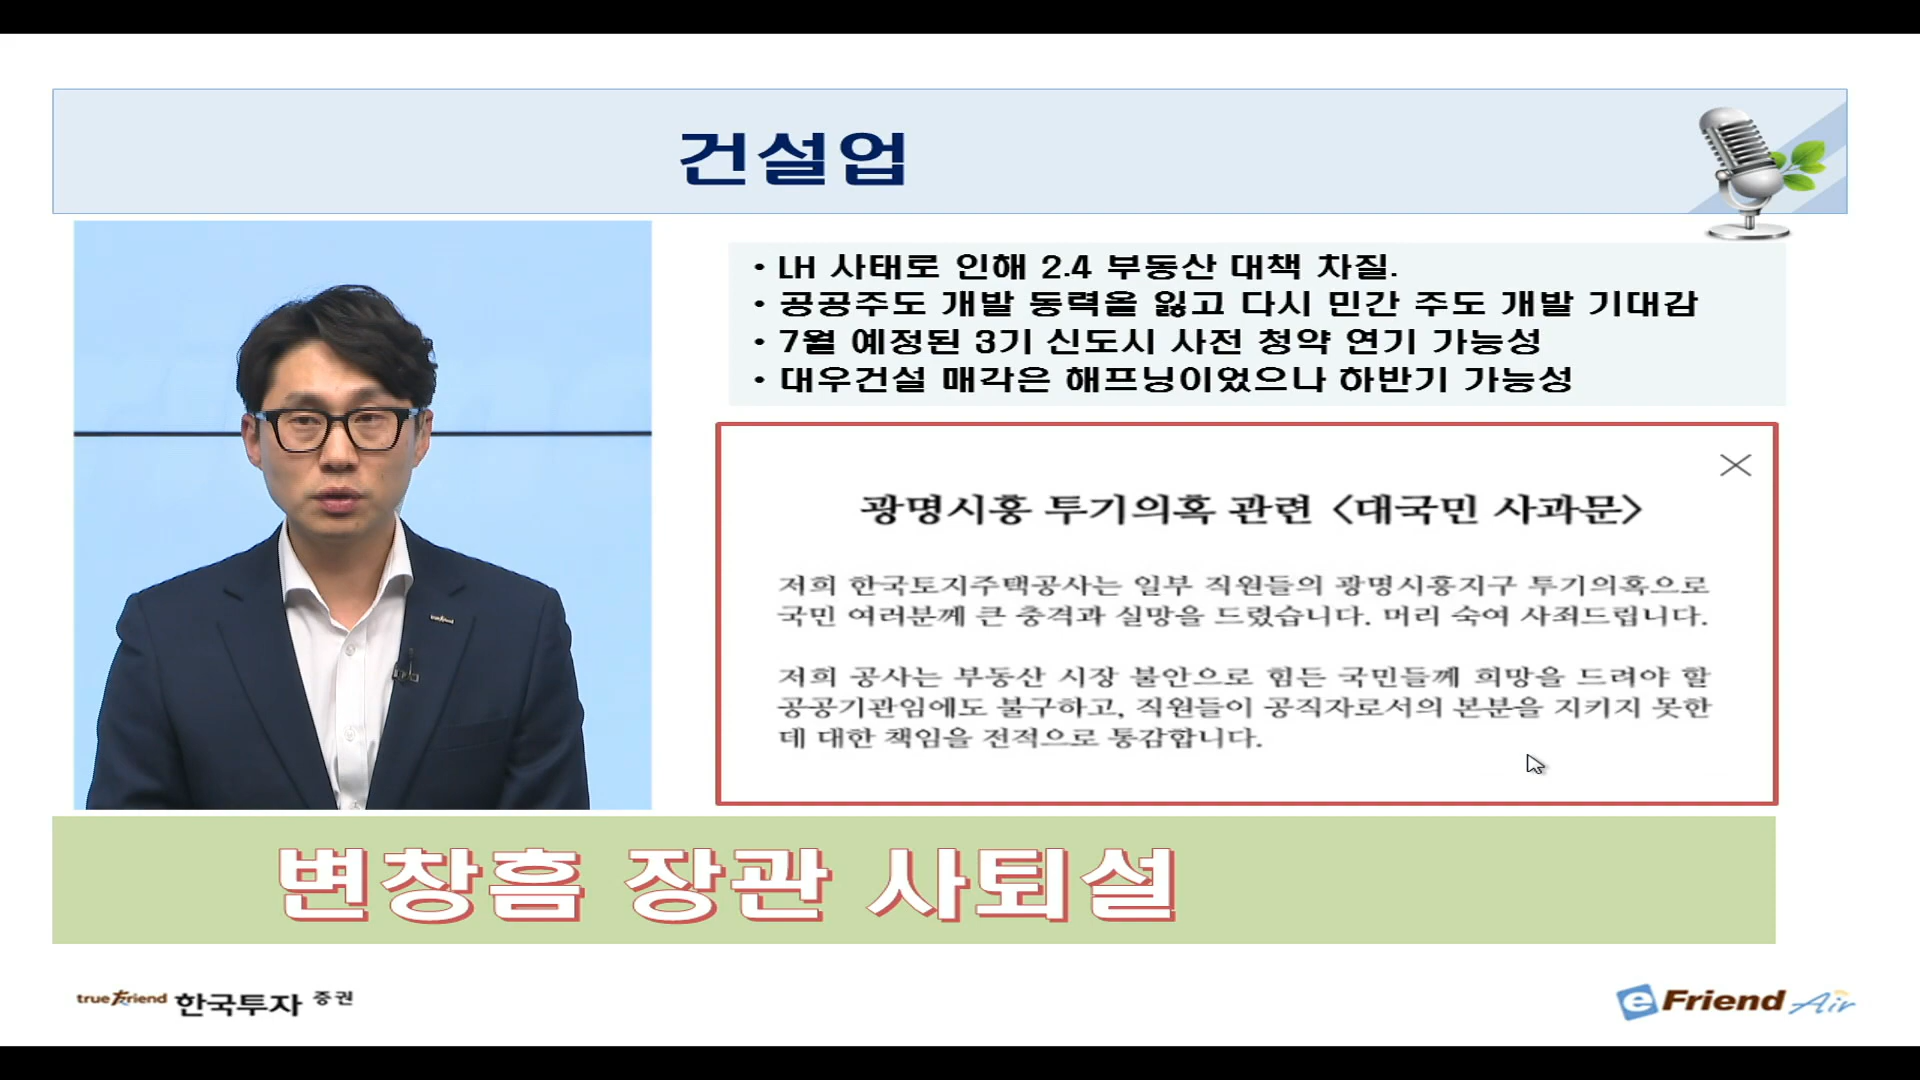 건설업
• LH 사태로 인해 2.4 부동산 대책 차질.
• 공공주도 개발 동력을 잃고 다시 민간 주도 개발 기대감
• 7월 예정된 3기 신도시 사전 청약 연기 가능성
• 대우건설 매각은 해프닝이었으나 하반기 가능성
광명시흥 투기의혹 관련 <대국민 사과문>
저희 한국토지주택공사는 일부 직원들의 광명시흥지구 투기의혹으로
국민 여러분께 큰 충격과 실망을 드렸습니다. 머리 숙여 사죄드립니다.
저희 공사는 부동산 시장 불안으로 힘든 국민들께 희망을 드려야 할
공공기관임에도 불구하고, 직원들이 공직자로서의 본분을 지키지 못한
데 대한 책임을 전적으로 통감합니다.
변창흠 장관 사퇴설
true友riend 한국투자 증권
e Friend Air